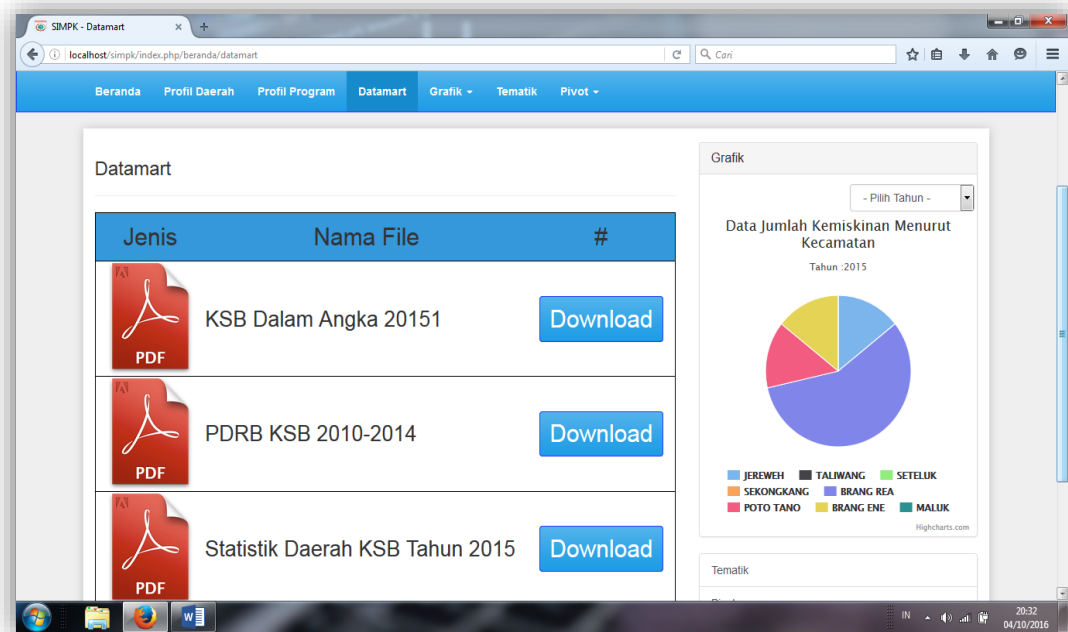 SIMPK - Datamart
localhost/simpk/index.php/beranda/datamart
Cari
Beranda Profil Daerah Profil Program Datamart Grafik Tematik Pivot
Datamart
Jenis Nama File #
PDF KSB Dalam Angka 20151 Download
PDF PDRB KSB 2010-2014 Download
PDF Statistik Daerah KSB Tahun 2015 Download
Grafik
- Pilih Tahun -
Data Jumlah Kemiskinan Menurut
Kecamatan
Tahun :2015
JEREWEH TALIWANG SETELUK
SEKONGKANG BRANG REA
POTO TANO BRANG ENE MALUK
Highcharts.com
Tematik
IN
20:32
04/10/2016